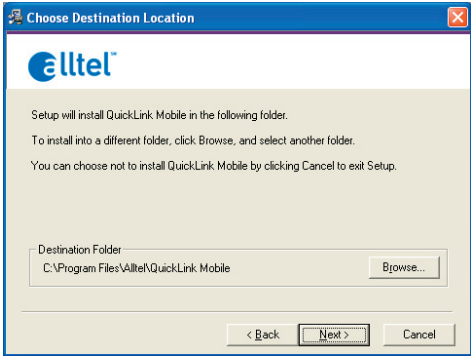 Choose Destination Location
alltel™
Setup will install QuickLink Mobile in the following folder.
To install into a different folder, click Browse, and select another folder.
You can choose not to install QuickLink Mobile by clicking Cancel to exit Setup.
Destination Folder
C:\Program Files\Alltel\QuickLink Mobile
Browse...
< Back
Next >
Cancel